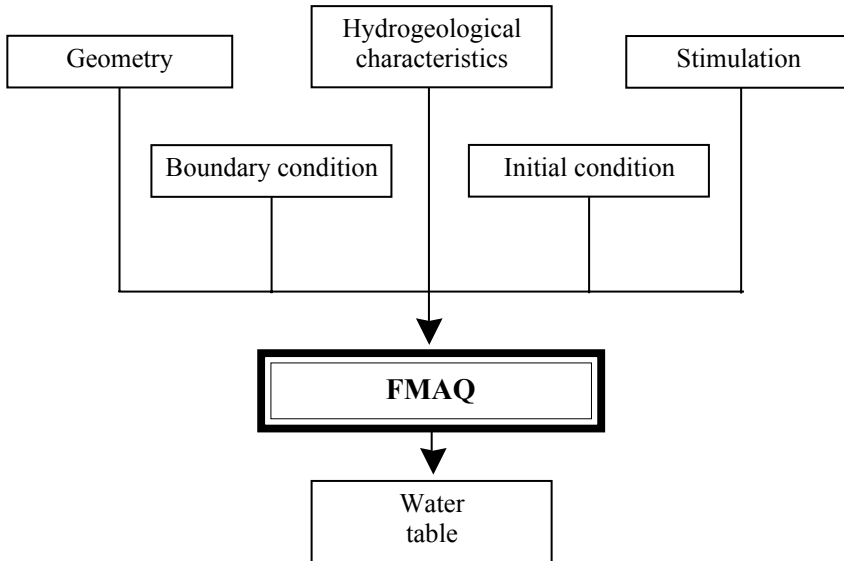 Geometry
Hydrogeological
characteristics
Stimulation
Boundary condition
Initial condition
FMAQ
Water
table